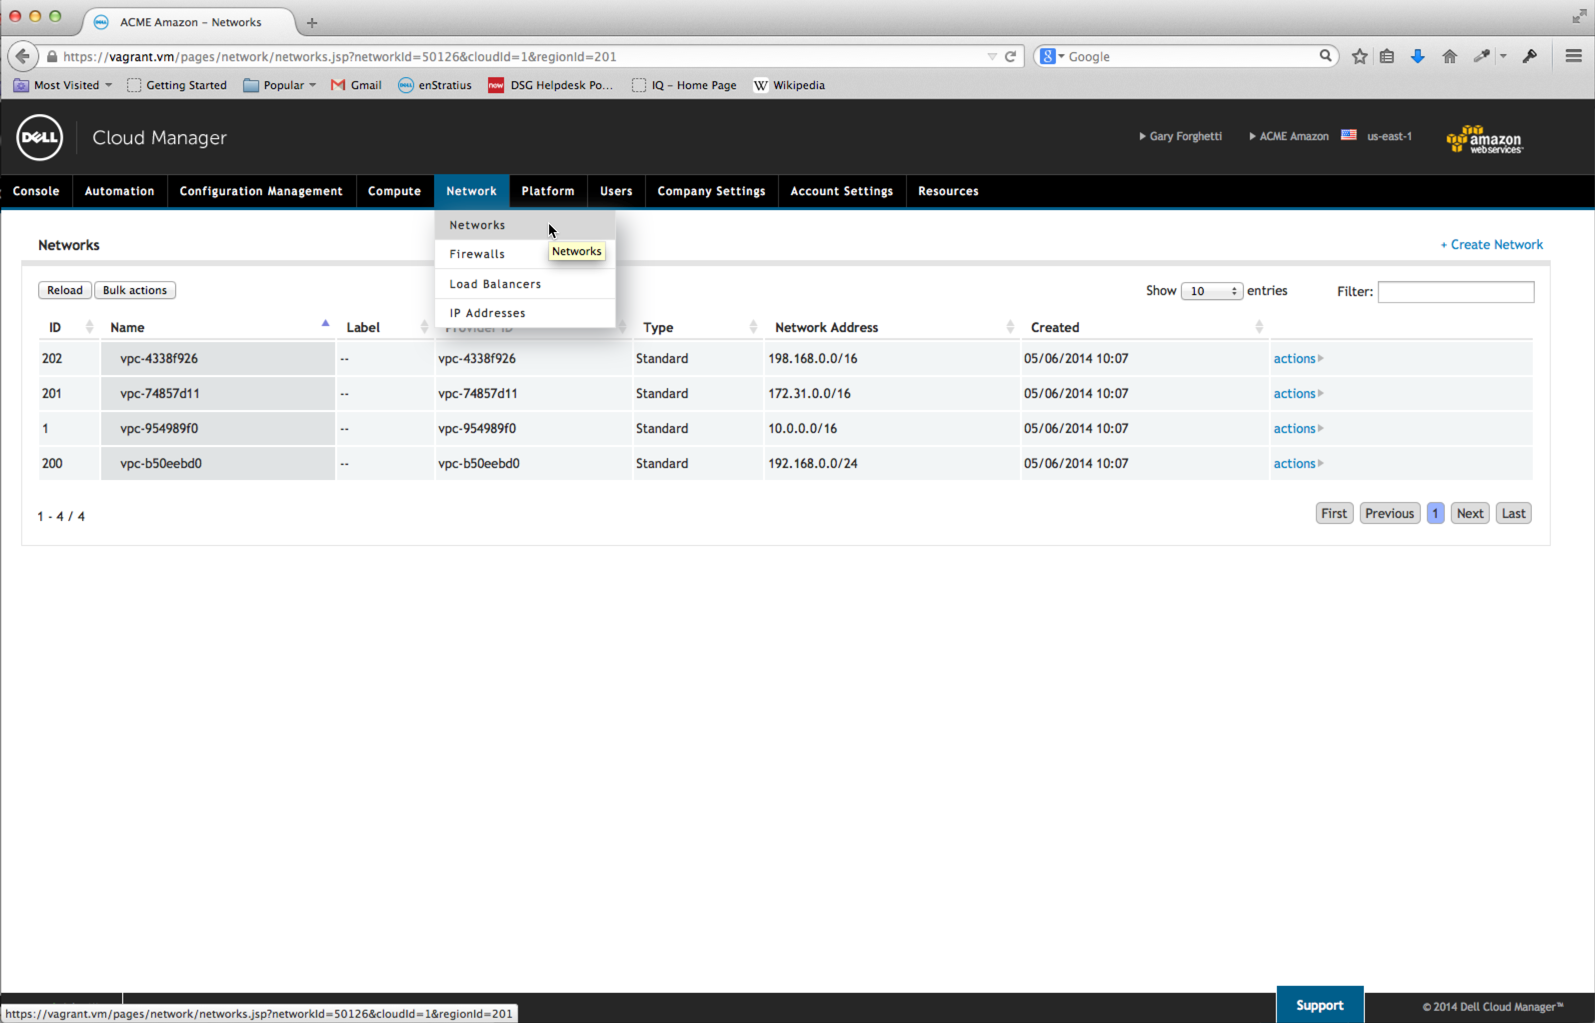 ACME Amazon – Networks
https://vagrant.vm/pages/network/networks.jsp?networkId=50126&cloudId=1&regionId=201
Google
Most Visited
Getting Started
Popular
Gmail
enStratius
DSG Helpdesk Po...
IQ – Home Page
Wikipedia
DELL
Cloud Manager
Gary Forghetti
ACME Amazon
us-east-1
amazon
webservices™
Console Automation Configuration Management Compute Network Platform Users Company Settings Account Settings Resources
Networks
Firewalls
Load Balancers
IP Addresses
Networks
Networks
+ Create Network
Reload Bulk actions
Show 10 entries Filter:
ID Name Label Provider ID Type Network Address Created
202 vpc-4338f926 -- vpc-4338f926 Standard 198.168.0.0/16 05/06/2014 10:07 actions
201 vpc-74857d11 -- vpc-74857d11 Standard 172.31.0.0/16 05/06/2014 10:07 actions
1 vpc-954989f0 -- vpc-954989f0 Standard 10.0.0.0/16 05/06/2014 10:07 actions
200 vpc-b50eebd0 -- vpc-b50eebd0 Standard 192.168.0.0/24 05/06/2014 10:07 actions
1 - 4 / 4
First Previous 1 Next Last
https://vagrant.vm/pages/network/networks.jsp?networkId=50126&cloudId=1&regionId=201
Support
© 2014 Dell Cloud Manager™